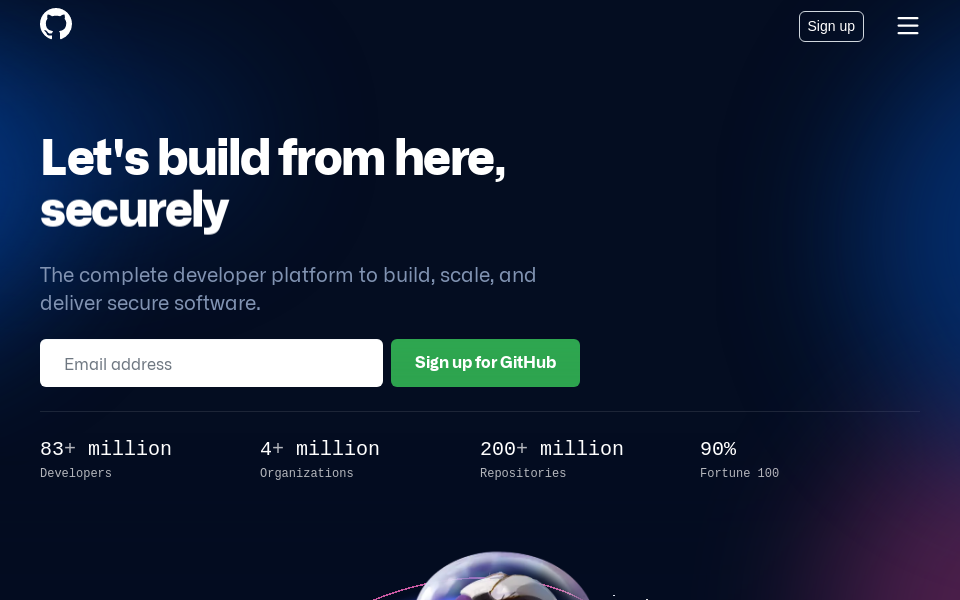 Sign up
Let's build from here,
securely
The complete developer platform to build, scale, and
deliver secure software.
Email address
Sign up for GitHub
83+ million
4+ million
200+ million
90%
Developers
Organizations
Repositories
Fortune 100